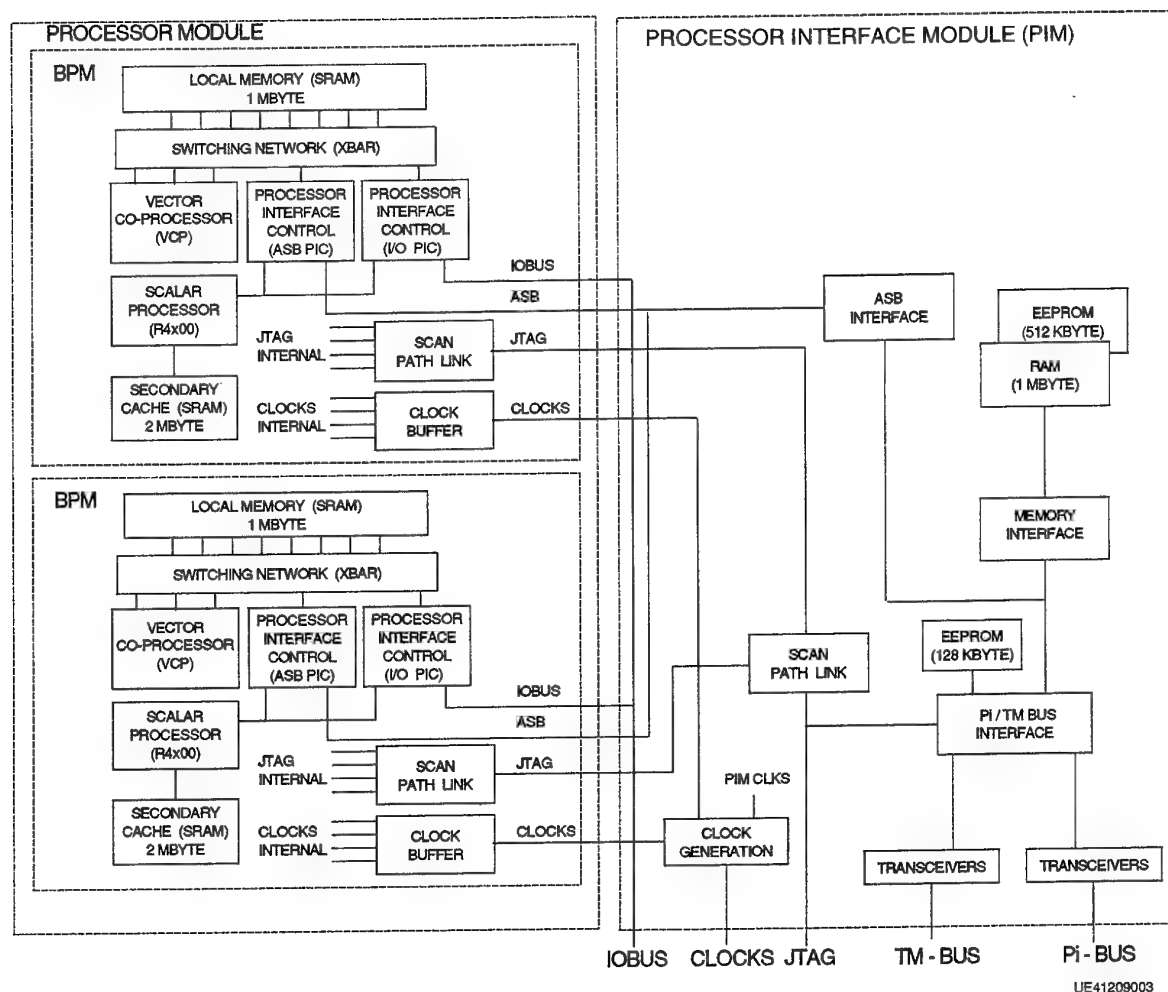 PROCESSOR MODULE
BPM
LOCAL MEMORY (SRAM)
1 MBYTE
SWITCHING NETWORK (XBAR)
VECTOR
CO-PROCESSOR
(VCP)
PROCESSOR
INTERFACE
CONTROL
(ASB PIC)
PROCESSOR
INTERFACE
CONTROL
(I/O PIC)
SCALAR
PROCESSOR
(R4x00)
SECONDARY
CACHE (SRAM)
2 MBYTE
JTAG
INTERNAL
SCAN
PATH LINK
CLOCKS
INTERNAL
CLOCK
BUFFER
IOBUS
ASB
JTAG
CLOCKS
BPM
LOCAL MEMORY (SRAM)
1 MBYTE
SWITCHING NETWORK (XBAR)
VECTOR
CO-PROCESSOR
(VCP)
PROCESSOR
INTERFACE
CONTROL
(ASB PIC)
PROCESSOR
INTERFACE
CONTROL
(I/O PIC)
SCALAR
PROCESSOR
(R4x00)
SECONDARY
CACHE (SRAM)
2 MBYTE
JTAG
INTERNAL
SCAN
PATH LINK
CLOCKS
INTERNAL
CLOCK
BUFFER
IOBUS
ASB
JTAG
CLOCKS
PROCESSOR INTERFACE MODULE (PIM)
ASB
INTERFACE
EEPROM
(512 KBYTE)
RAM
(1 MBYTE)
MEMORY
INTERFACE
SCAN
PATH LINK
EEPROM
(128 KBYTE)
Pi / TM BUS
INTERFACE
PIM CLKS
CLOCK
GENERATION
TRANSCEIVERS
TRANSCEIVERS
IOBUS
CLOCKS
JTAG
TM - BUS
Pi - BUS
UE41209003